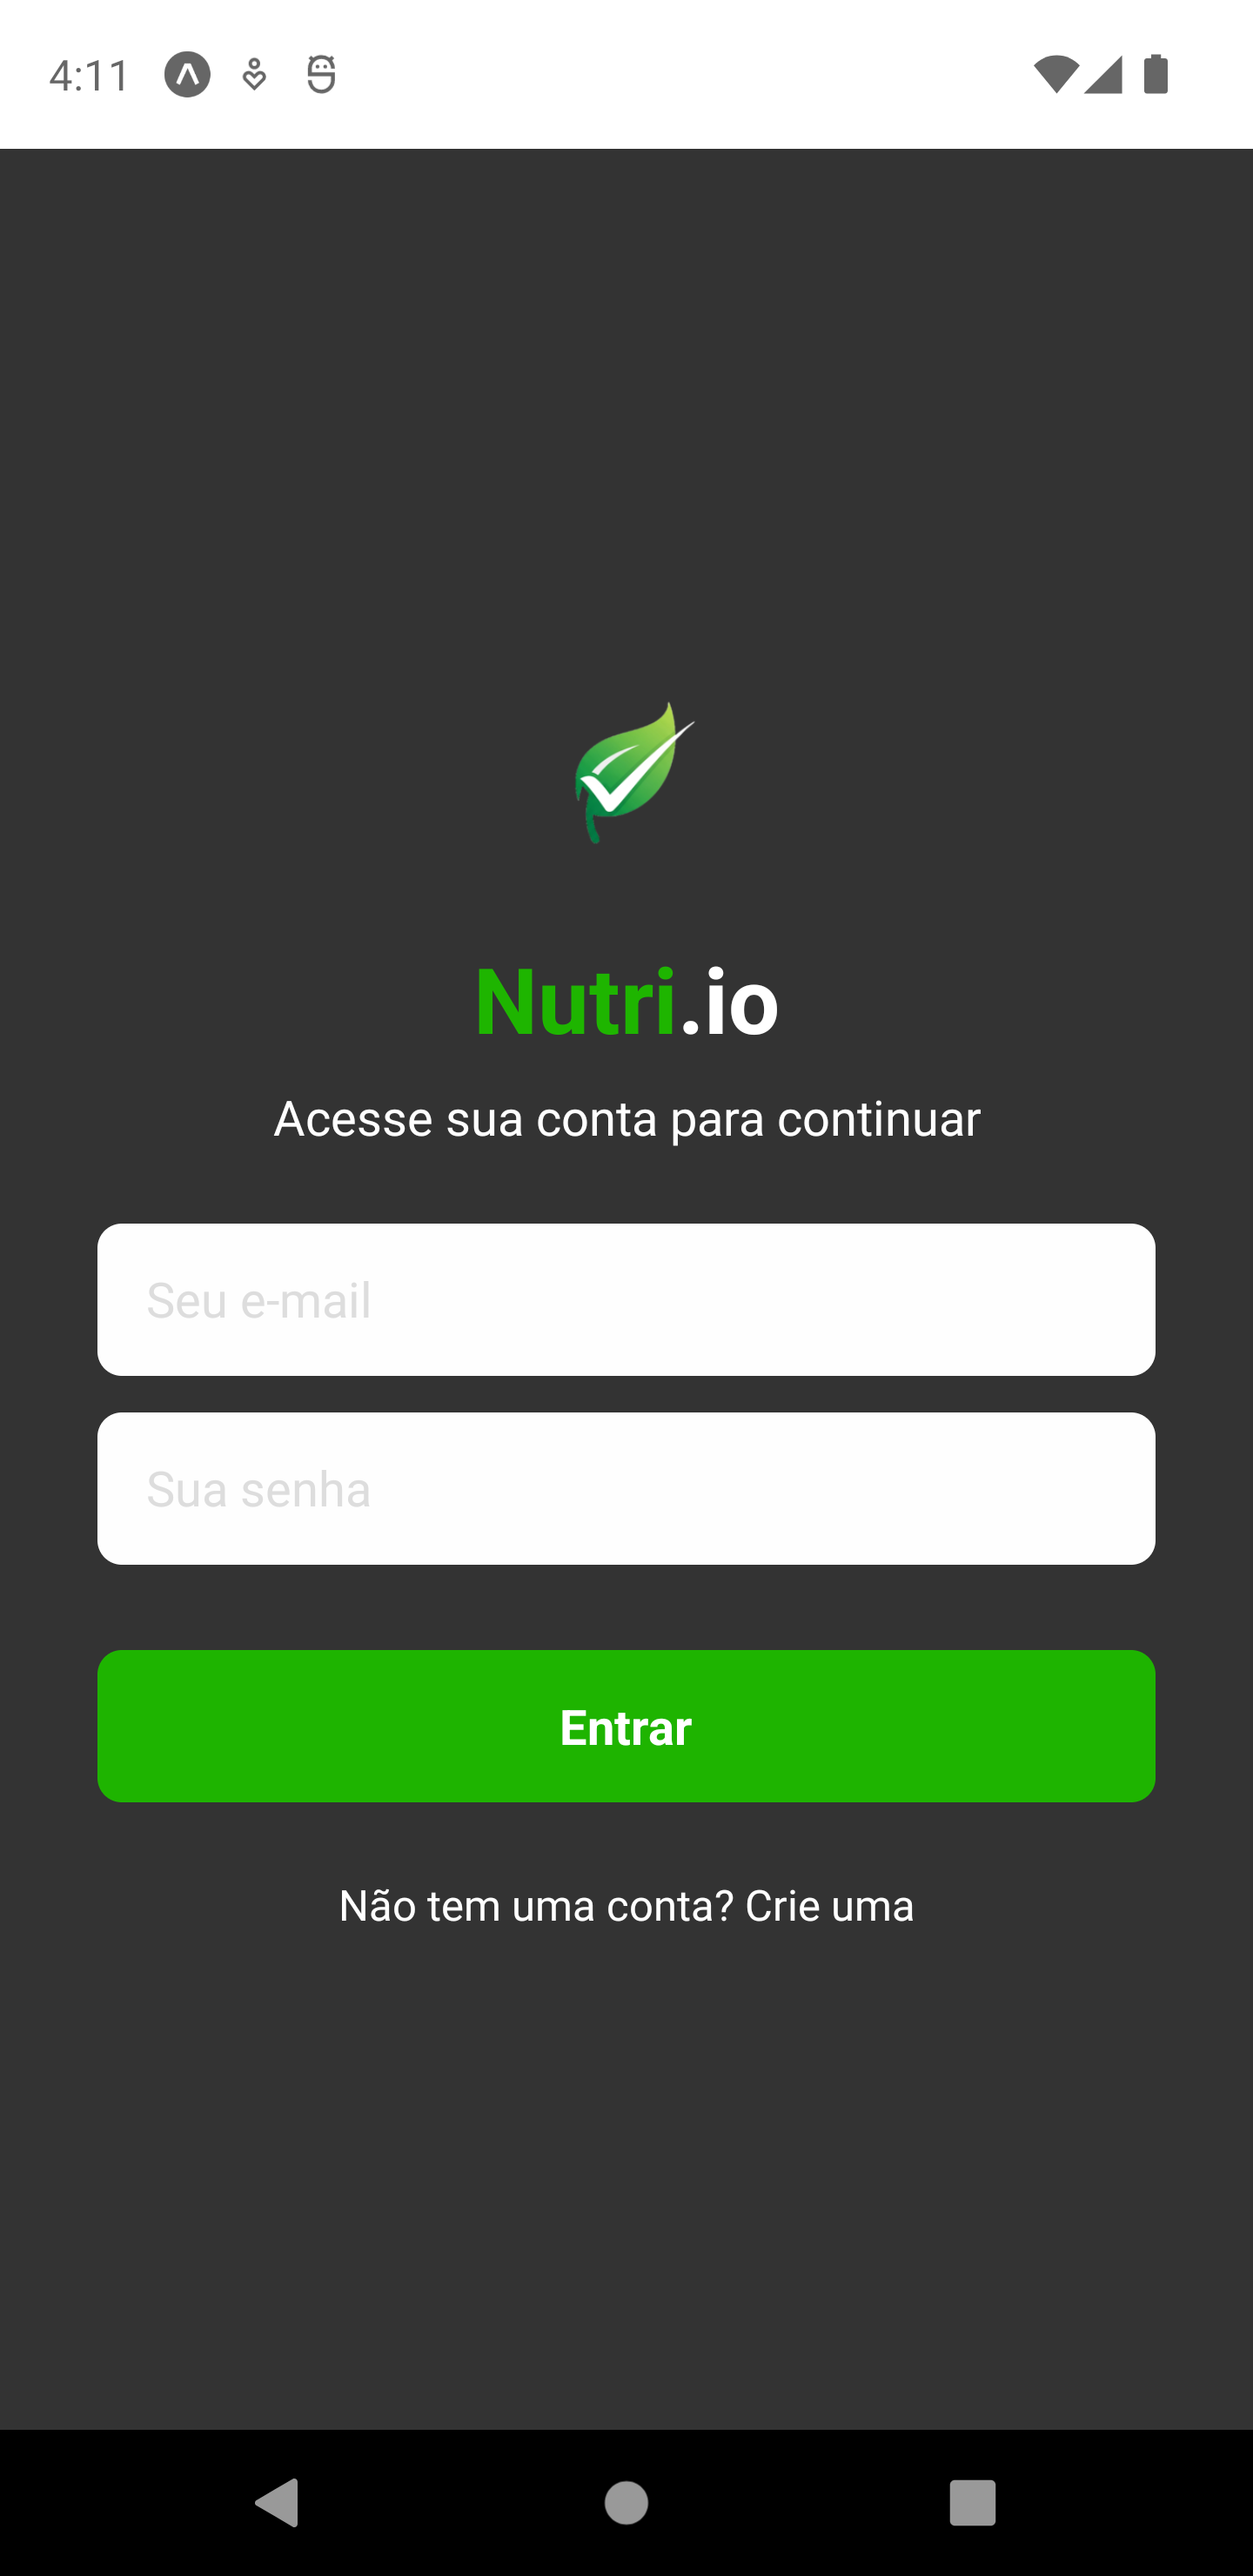 4:11
Nutri.io
Acesse sua conta para continuar
Seu e-mail
Sua senha
Entrar
Não tem uma conta? Crie uma